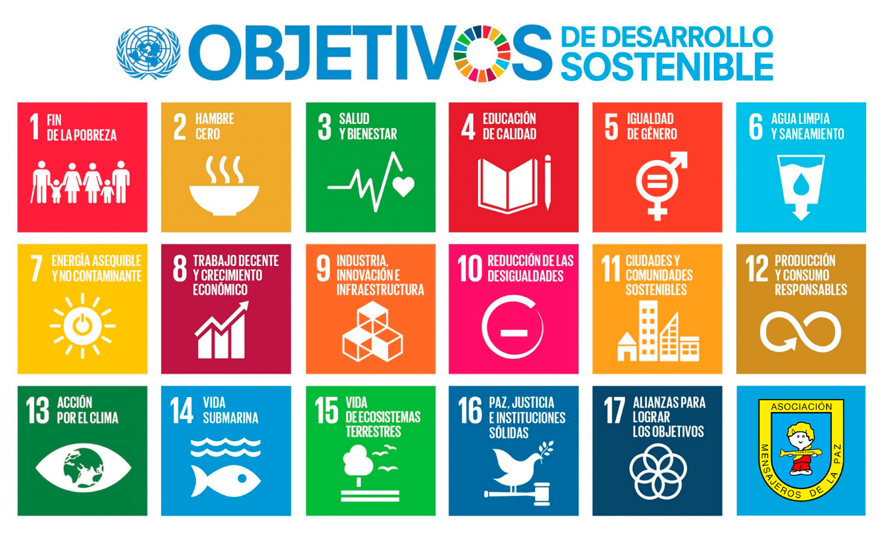 OBJETIVOS DE DESARROLLO
SOSTENIBLE
1 FIN
DE LA POBREZA
2 HAMBRE
CERO
3 SALUD
Y BIENESTAR
4 EDUCACIÓN
DE CALIDAD
5 IGUALDAD
DE GÉNERO
6 AGUA LIMPIA
Y SANEAMIENTO
7 ENERGÍA ASEQUIBLE
Y NO CONTAMINANTE
8 TRABAJO DECENTE
Y CRECIMIENTO
ECONÓMICO
9 INDUSTRIA,
INNOVACIÓN E
INFRAESTRUCTURA
10 REDUCCIÓN DE LAS
DESIGUALDADES
11 CIUDADES Y
COMUNIDADES
SOSTENIBLES
12 PRODUCCIÓN
Y CONSUMO
RESPONSABLES
13 ACCIÓN
POR EL CLIMA
14 VIDA
SUBMARINA
15 VIDA
DE ECOSISTEMAS
TERRESTRES
16 PAZ, JUSTICIA
E INSTITUCIONES
SÓLIDAS
17 ALIANZAS PARA
LOGRAR
LOS OBJETIVOS
ASOCIACIÓN
MENSAJEROS DE LA PAZ